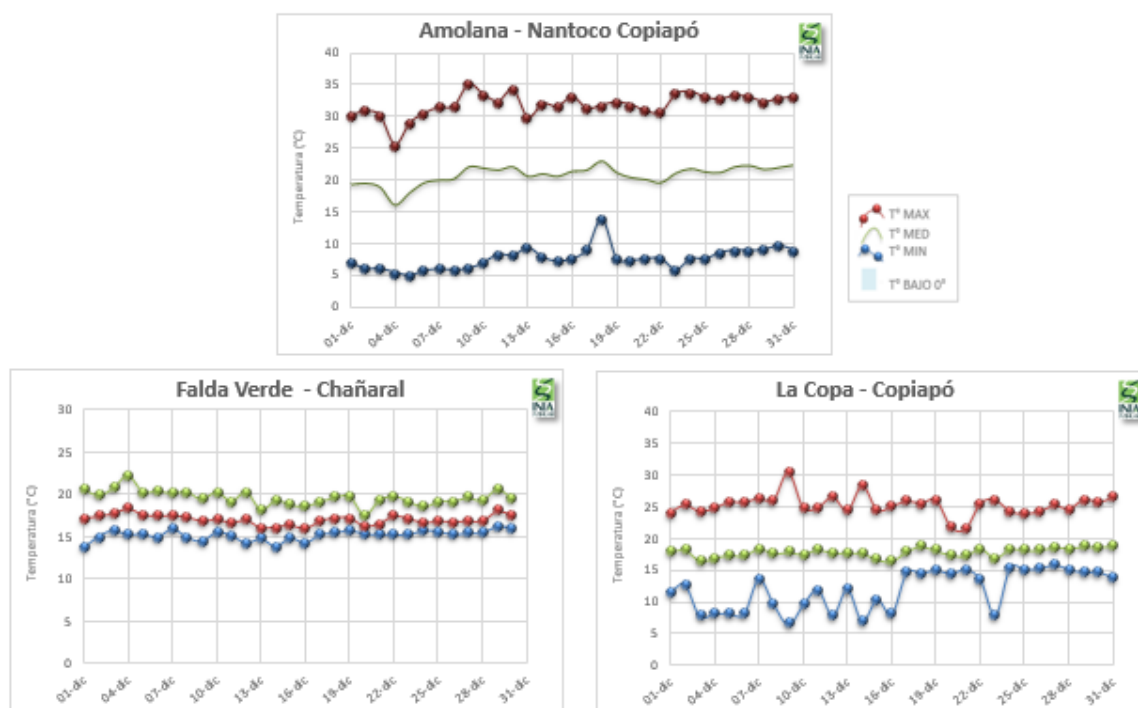 Amolana - Nantoco Copiapó
INIA
Temperatura (°C)
40
35
30
25
20
15
10
5
0
01-dic
04-dic
07-dic
10-dic
13-dic
16-dic
19-dic
22-dic
25-dic
28-dic
31-dic
T° MAX
T° MED
T° MIN
T° BAJO 0°
Falda Verde - Chañaral
INIA
Temperatura (°C)
30
25
20
15
10
5
0
01-dic
04-dic
07-dic
10-dic
13-dic
16-dic
19-dic
22-dic
25-dic
28-dic
31-dic
La Copa - Copiapó
INIA
Temperatura (°C)
40
35
30
25
20
15
10
5
0
01-dic
04-dic
07-dic
10-dic
13-dic
16-dic
19-dic
22-dic
25-dic
28-dic
31-dic